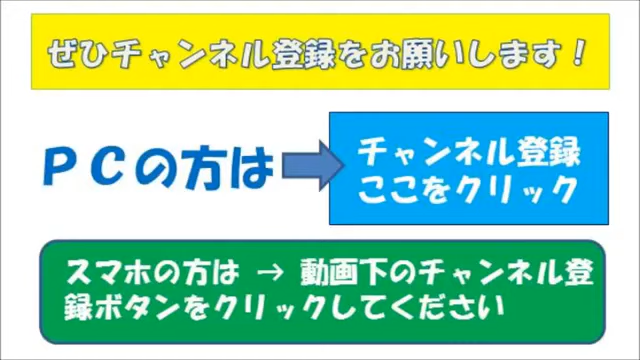 ぜひチャンネル登録をお願いします！
ＰＣの方は
チャンネル登録
ここをクリック
スマホの方は → 動画下のチャンネル登
録ボタンをクリックしてください